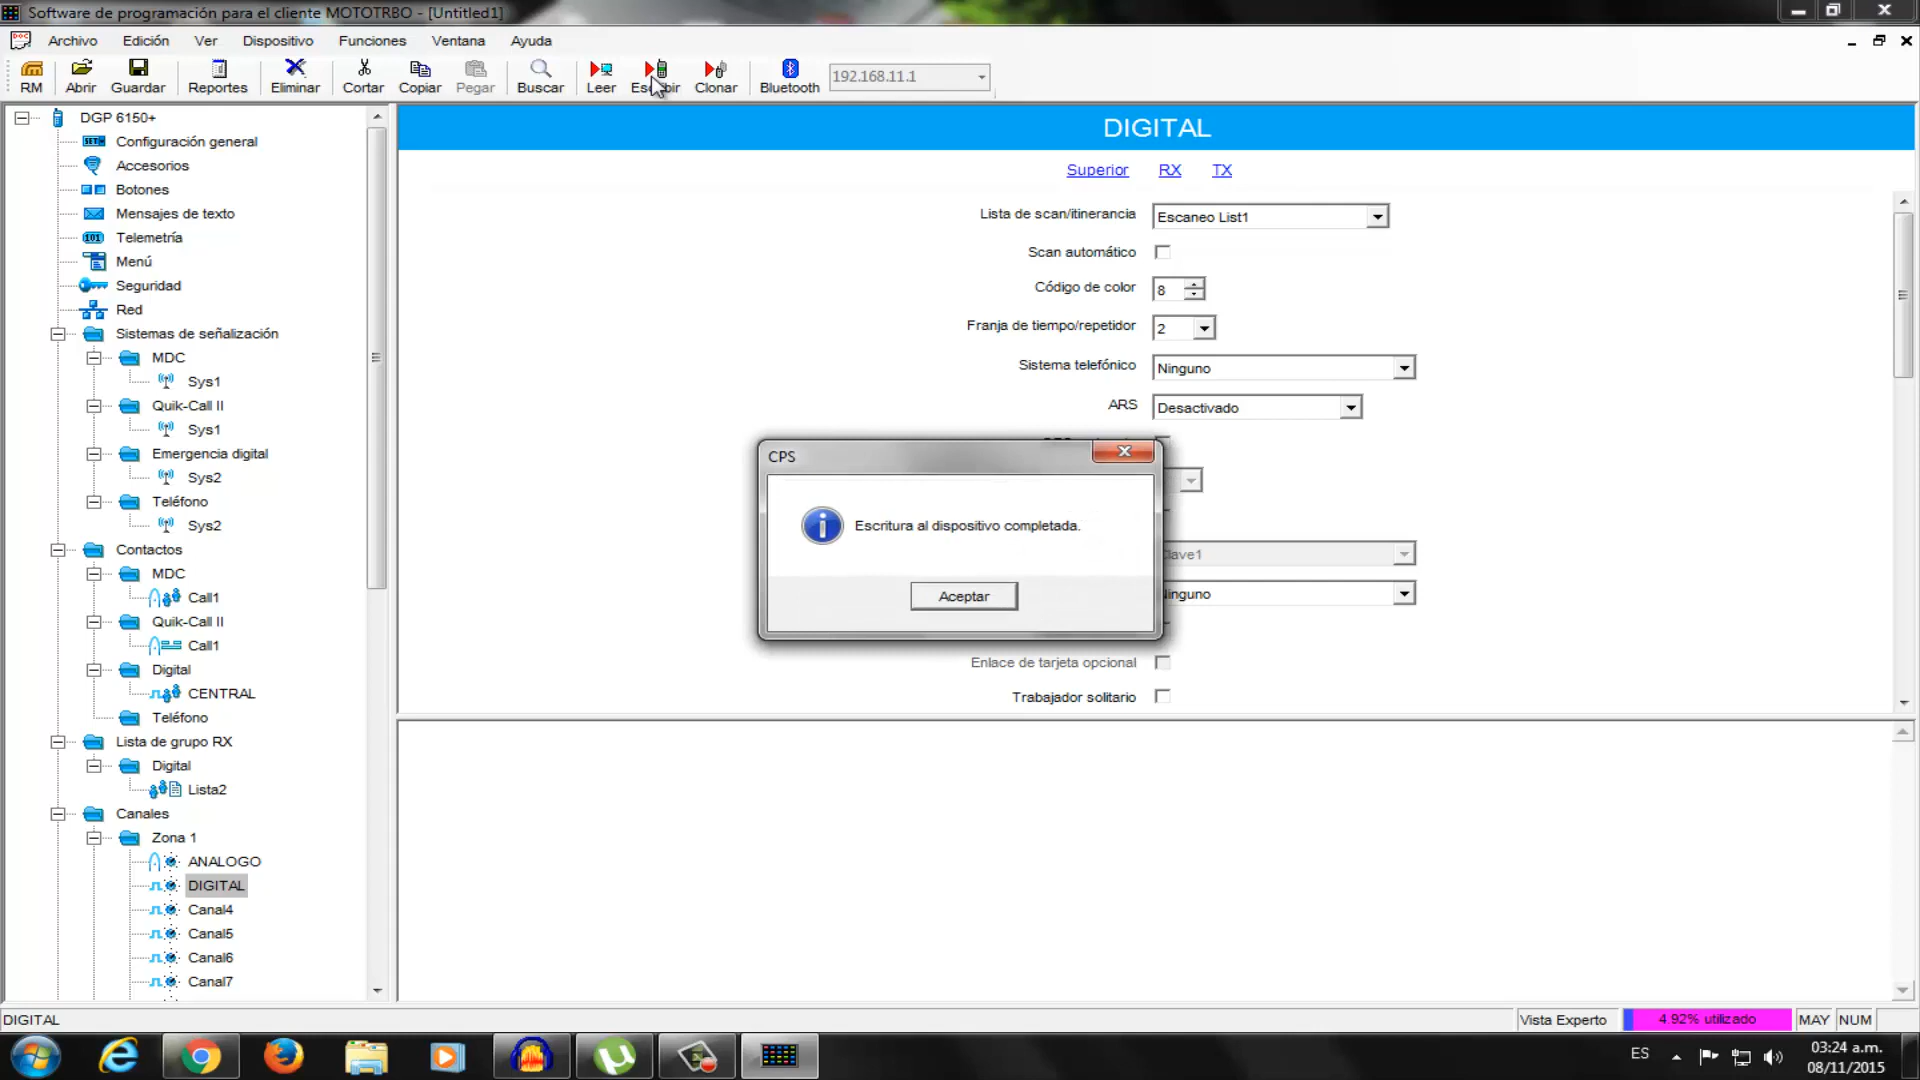 Software de programación para el cliente MOTOTRBO - [Untitled1]
Archivo Edición Ver Dispositivo Funciones Ventana Ayuda
RM Abrir Guardar Reportes Eliminar Cortar Copiar Pegar Buscar Leer Escribir Clonar Bluetooth 192.168.11.1
DGP 6150+
Configuración general
Accesorios
Botones
Mensajes de texto
Telemetría
Menú
Seguridad
Red
Sistemas de señalización
MDC
Sys1
Quik-Call II
Sys1
Emergencia digital
Sys2
Teléfono
Sys2
Contactos
MDC
Call1
Quik-Call II
Call1
Digital
CENTRAL
Teléfono
Lista de grupo RX
Digital
Lista2
Canales
Zona 1
ANALOGO
DIGITAL
Canal4
Canal5
Canal6
Canal7
DIGITAL
Superior RX TX
Lista de scan/itinerancia Escaneo List1
Scan automático
Código de color 8
Franja de tiempo/repetidor 2
Sistema telefónico Ninguno
ARS Desactivado
CPS
Escritura al dispositivo completada.
Aceptar
Clave1
Ninguno
Enlace de tarjeta opcional
Trabajador solitario
DIGITAL
Vista Experto 4.92% utilizado MAY NUM
ES
03:24 a.m.
08/11/2015